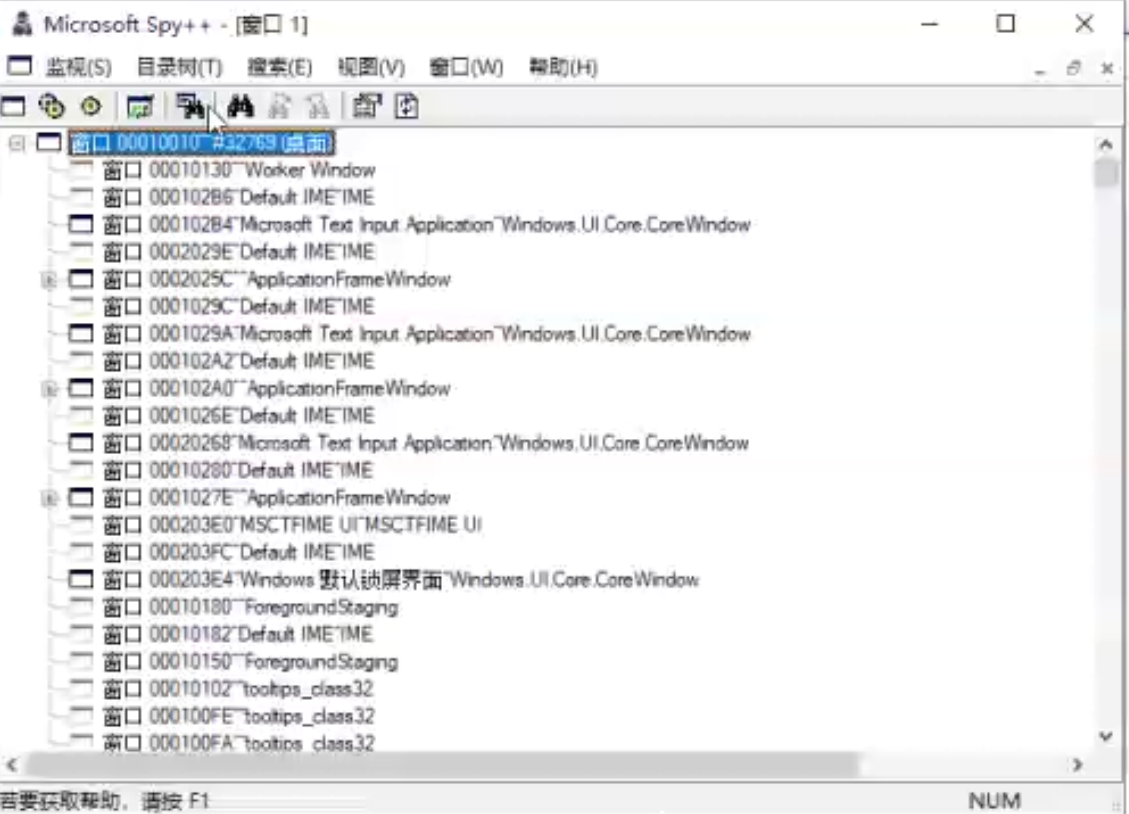 Microsoft Spy++ - [窗口 1]
监视(S) 目录树(T) 搜索(E) 视图(V) 窗口(W) 帮助(H)
窗口 00010010 "" #32769 (桌面)
窗口 00010130 "" Worker Window
窗口 000102B6 "Default IME" IME
窗口 000102B4 "Microsoft Text Input Application" Windows.UI.Core.CoreWindow
窗口 0002029E "Default IME" IME
窗口 0002025C "" ApplicationFrameWindow
窗口 0001029C "Default IME" IME
窗口 0001029A "Microsoft Text Input Application" Windows.UI.Core.CoreWindow
窗口 000102A2 "Default IME" IME
窗口 000102A0 "" ApplicationFrameWindow
窗口 0001026E "Default IME" IME
窗口 00020268 "Microsoft Text Input Application" Windows.UI.Core.CoreWindow
窗口 00010280 "Default IME" IME
窗口 0001027E "" ApplicationFrameWindow
窗口 000203E0 "MSCTFIME UI" MSCTFIME UI
窗口 000203FC "Default IME" IME
窗口 000203E4 "Windows 默认锁屏界面" Windows.UI.Core.CoreWindow
窗口 00010180 "" ForegroundStaging
窗口 00010182 "Default IME" IME
窗口 00010150 "" ForegroundStaging
窗口 00010102 "" tooltips_class32
窗口 000100FE "" tooltips_class32
窗口 000100FA "" tooltips_class32
若要获取帮助，请按 F1
NUM